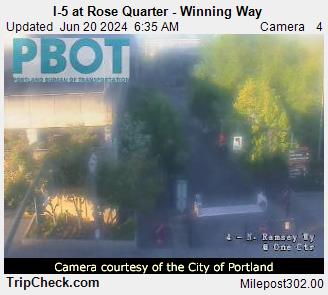 I-5 at Rose Quarter - Winning Way
Updated Jun 20 2024 6:35 AM Camera 4
PBOT
PORTLAND BUREAU OF TRANSPORTATION
4 - N. Ramsey Wy
@ One Ctr
Camera courtesy of the City of Portland
TripCheck.com Milepost302.00